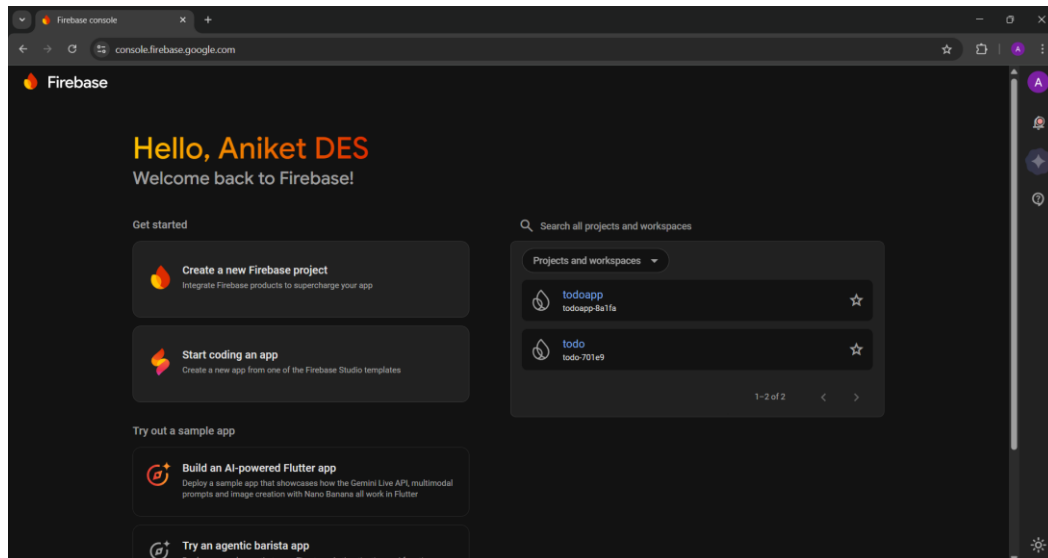 Firebase console
console.firebase.google.com
A
Firebase
A
Hello, Aniket DES
Welcome back to Firebase!
Get started
Create a new Firebase project
Integrate Firebase products to supercharge your app
Start coding an app
Create a new app from one of the Firebase Studio templates
Try out a sample app
Build an AI-powered Flutter app
Deploy a sample app that showcases how the Gemini Live API, multimodal
prompts and image creation with Nano Banana all work in Flutter
Try an agentic barista app
Search all projects and workspaces
Projects and workspaces
todoapp
todoapp-8a1fa
todo
todo-701e9
1–2 of 2